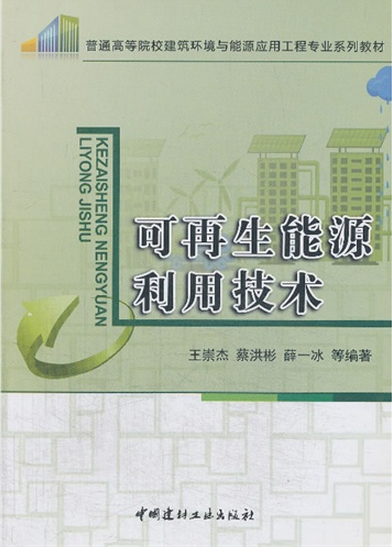 普通高等院校建筑环境与能源应用工程专业系列教材
KEZAISHENG NENGYUAN
LIYONG JISHU
可再生能源
利用技术
王崇杰 蔡洪彬 薛一冰 等编著
中国建材工业出版社